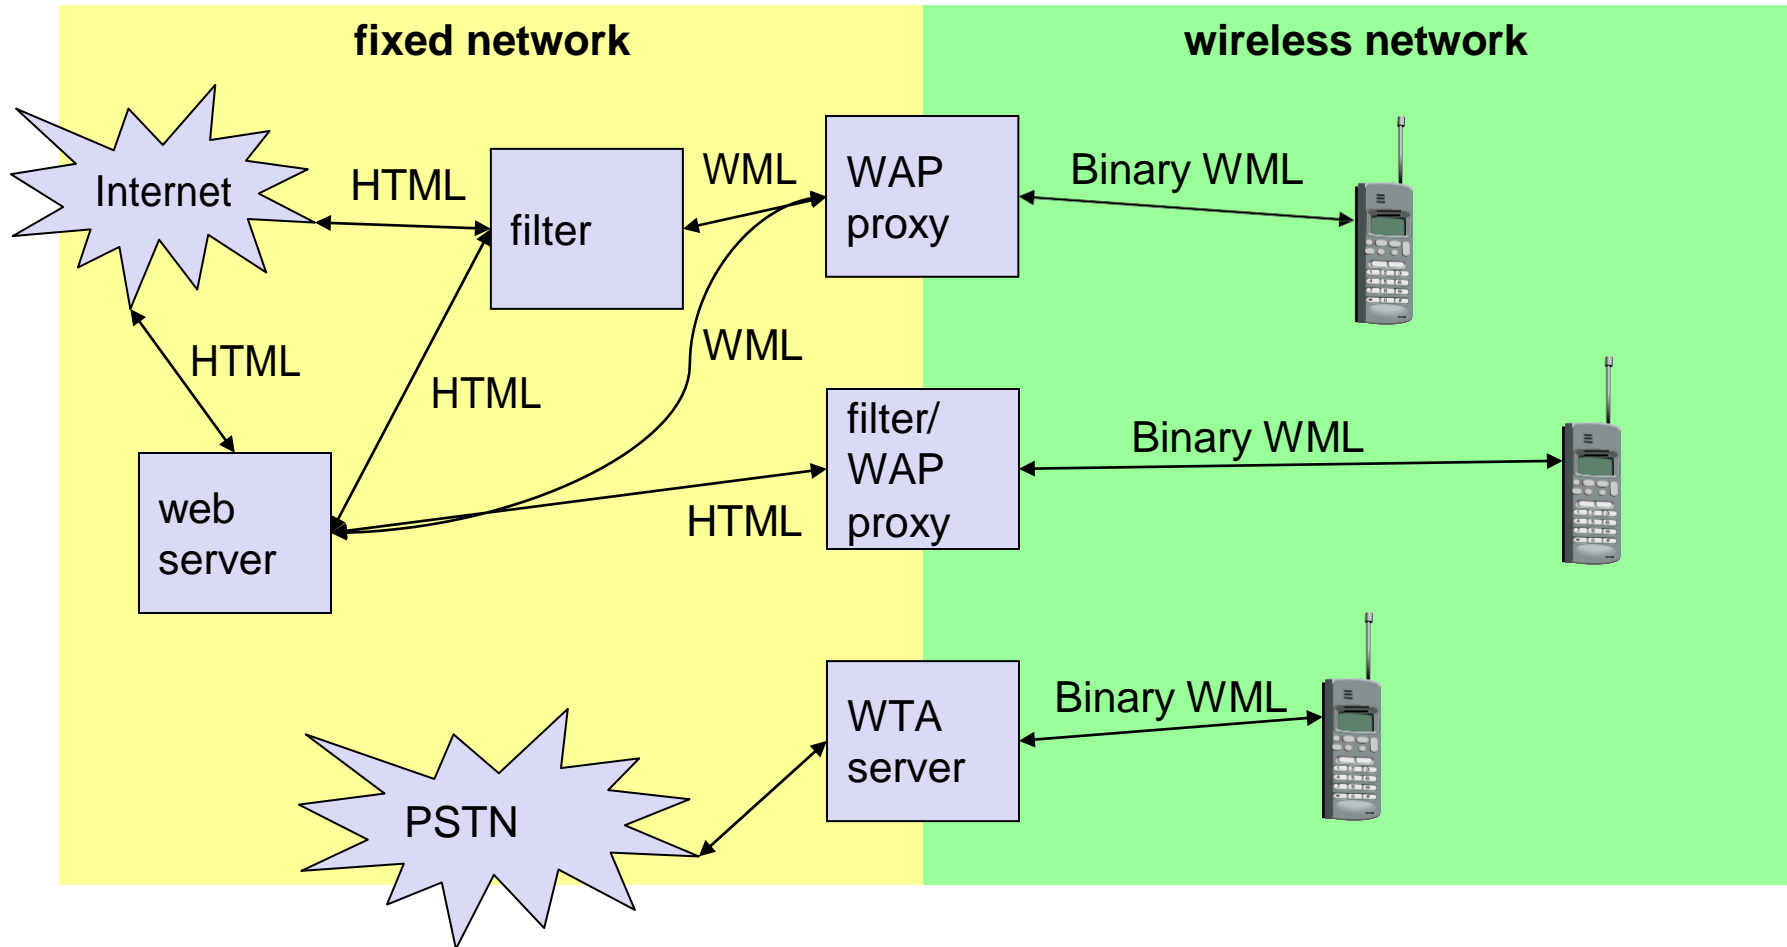 fixed network
wireless network
Internet
HTML
filter
WML
WAP
proxy
Binary WML
HTML
HTML
WML
web
server
HTML
filter/
WAP
proxy
Binary WML
PSTN
WTA
server
Binary WML